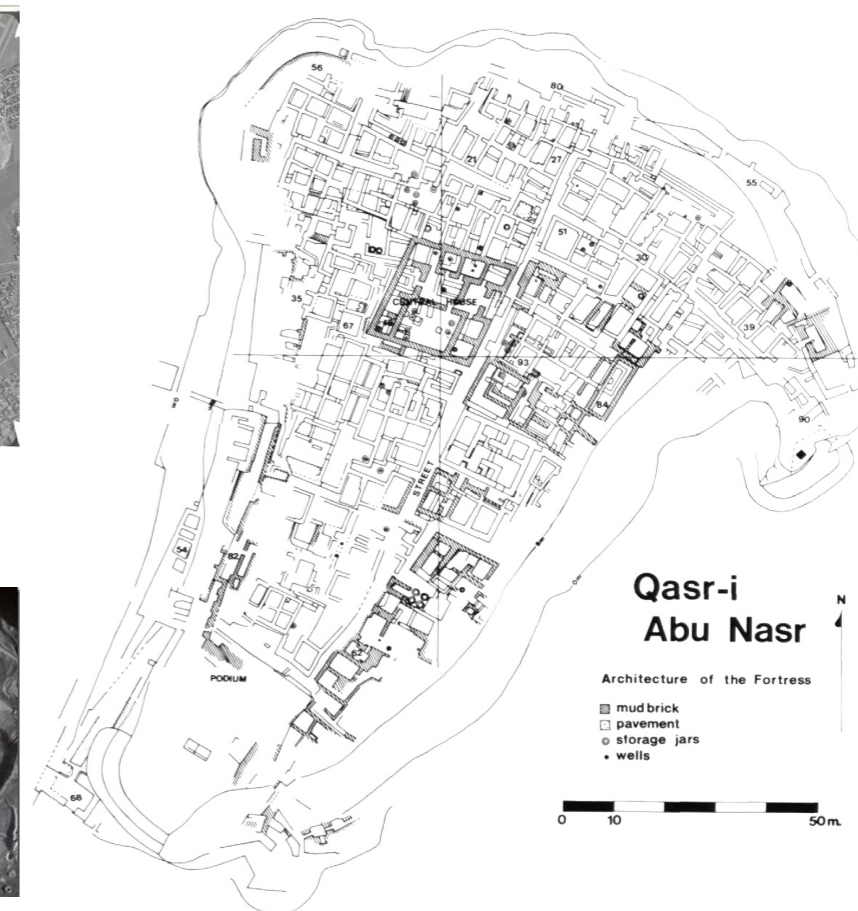 56
80
21
27
55
51
30
35
CENTRAL HOUSE
67
39
93
84
90
STREET
54
82
PODIUM
68
Qasr-i
Abu Nasr
N
Architecture of the Fortress
mud brick
pavement
storage jars
wells
0 10 50 m.